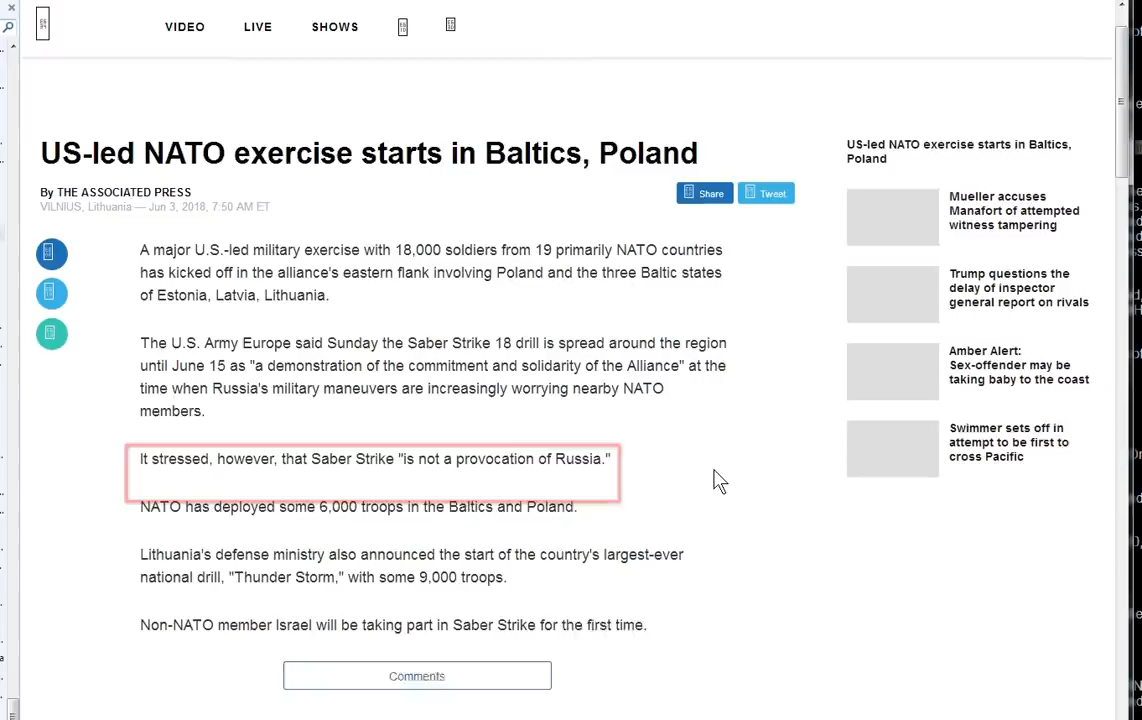 VIDEO LIVE SHOWS
US-led NATO exercise starts in Baltics, Poland
By THE ASSOCIATED PRESS
VILNIUS, Lithuania — Jun 3, 2018, 7:50 AM ET
Share Tweet
A major U.S.-led military exercise with 18,000 soldiers from 19 primarily NATO countries
has kicked off in the alliance's eastern flank involving Poland and the three Baltic states
of Estonia, Latvia, Lithuania.
The U.S. Army Europe said Sunday the Saber Strike 18 drill is spread around the region
until June 15 as "a demonstration of the commitment and solidarity of the Alliance" at the
time when Russia's military maneuvers are increasingly worrying nearby NATO
members.
It stressed, however, that Saber Strike "is not a provocation of Russia."
NATO has deployed some 6,000 troops in the Baltics and Poland.
Lithuania's defense ministry also announced the start of the country's largest-ever
national drill, "Thunder Storm," with some 9,000 troops.
Non-NATO member Israel will be taking part in Saber Strike for the first time.
Comments
US-led NATO exercise starts in Baltics,
Poland
Mueller accuses
Manafort of attempted
witness tampering
Trump questions the
delay of inspector
general report on rivals
Amber Alert:
Sex-offender may be
taking baby to the coast
Swimmer sets off in
attempt to be first to
cross Pacific